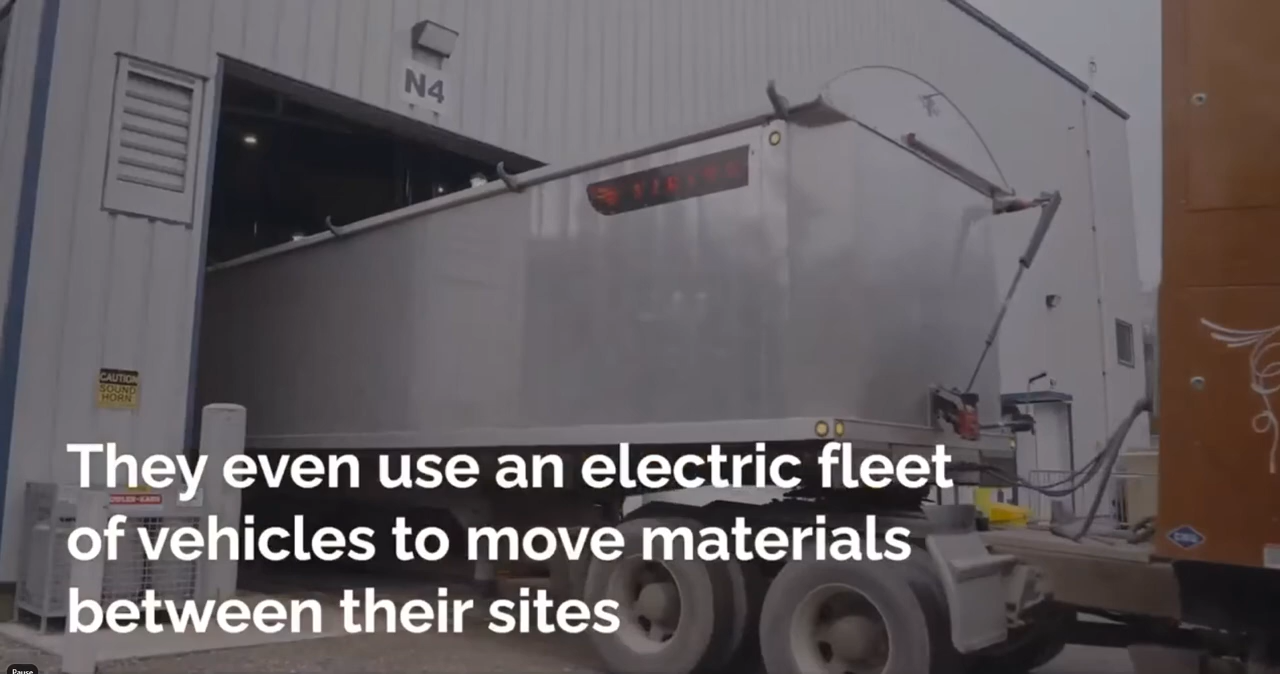 N4
CAUTION
SOUND
HORN
They even use an electric fleet
of vehicles to move materials
between their sites
CNG
Pause